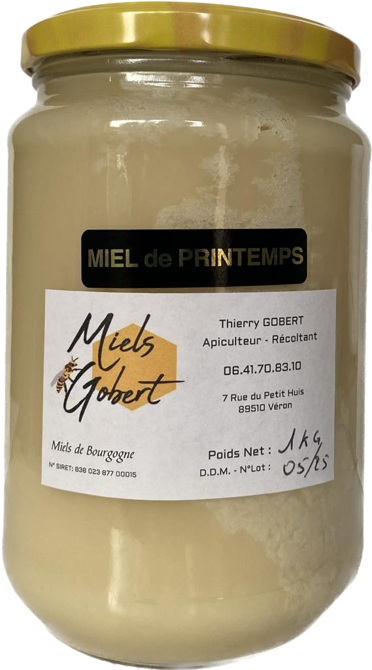 MIEL de PRINTEMPS
Miels
Gobert
Miels de Bourgogne
N° SIRET: 838 023 877 00015
Thierry GOBERT
Apiculteur - Récoltant
06.41.70.83.10
7 Rue du Petit Huis
89510 Véron
Poids Net : 1 KG
D.D.M. - N°Lot : 05/25